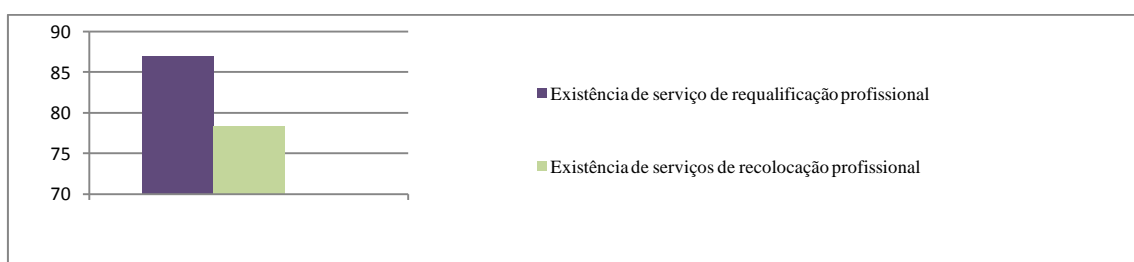 90
85
80
75
70
Existência de serviço de requalificação profissional
Existência de serviços de recolocação profissional